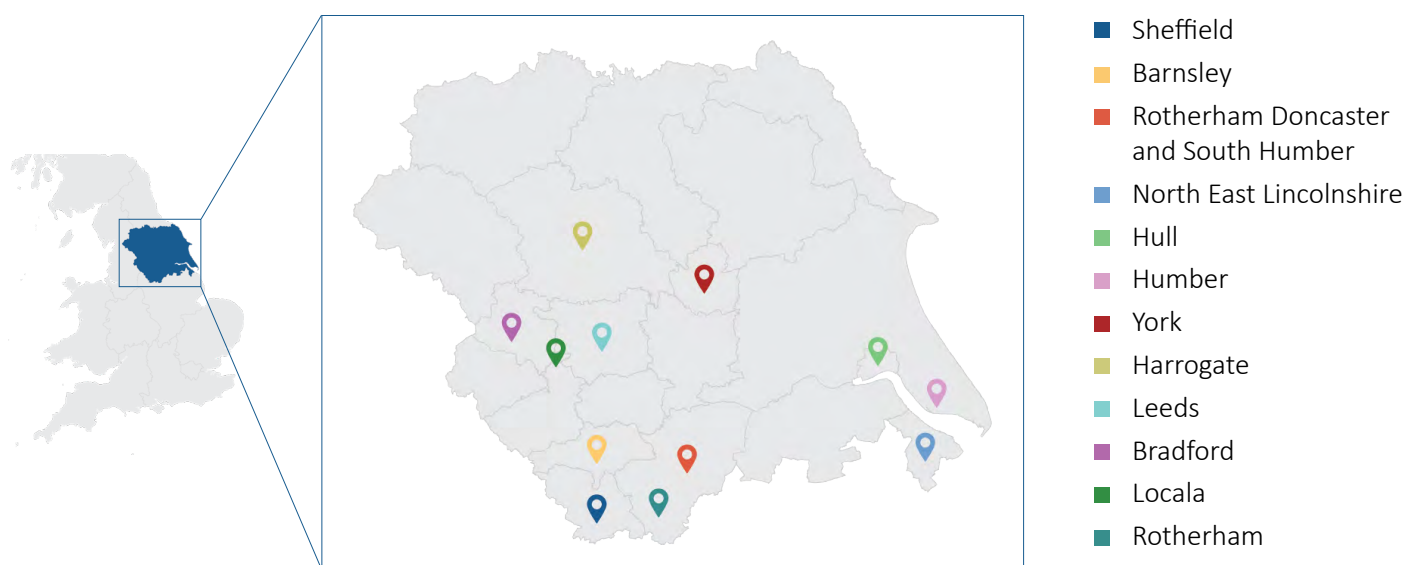 Sheffield
Barnsley
Rotherham Doncaster
and South Humber
North East Lincolnshire
Hull
Humber
York
Harrogate
Leeds
Bradford
Locala
Rotherham